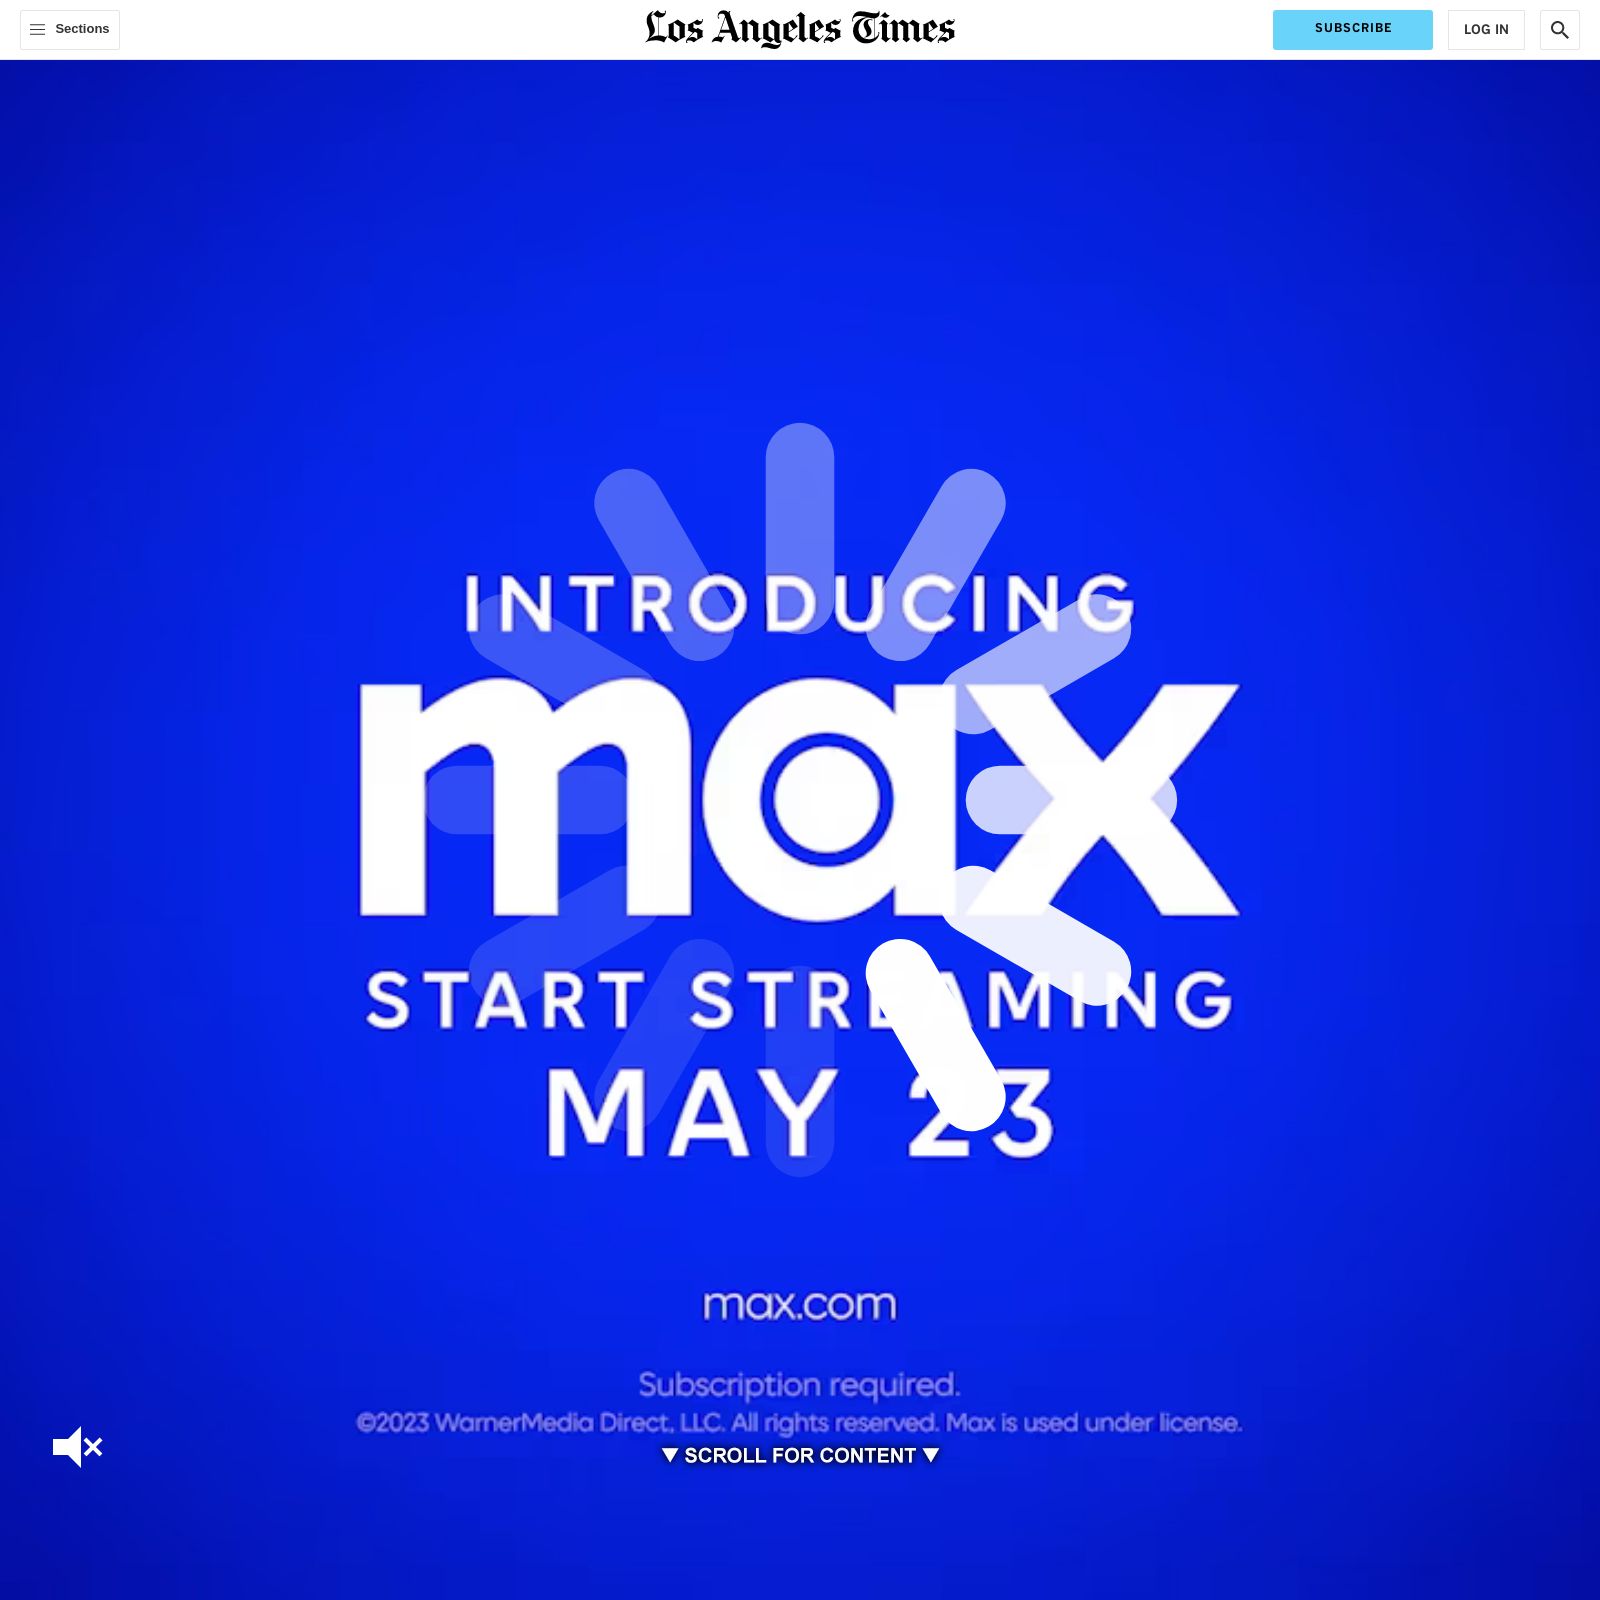 Sections
Los Angeles Times
SUBSCRIBE
LOG IN
INTRODUCING
max
START STREAMING
MAY 23
max.com
Subscription required.
©2023 WarnerMedia Direct, LLC. All rights reserved. Max is used under license.
▼ SCROLL FOR CONTENT ▼